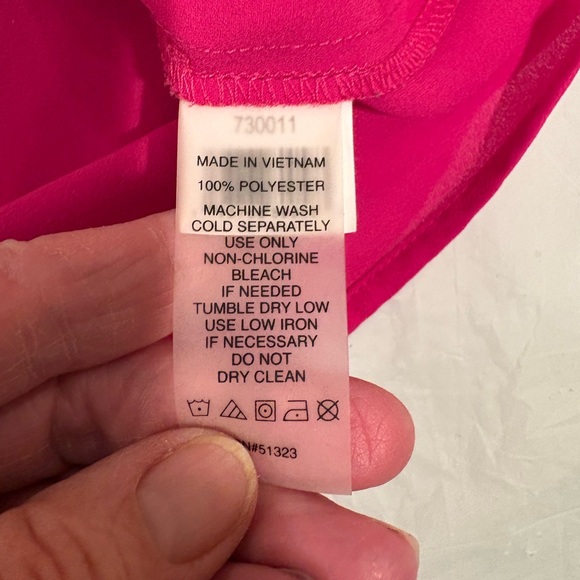 730011
MADE IN VIETNAM
100% POLYESTER
MACHINE WASH
COLD SEPARATELY
USE ONLY
NON-CHLORINE
BLEACH
IF NEEDED
TUMBLE DRY LOW
USE LOW IRON
IF NECESSARY
DO NOT
DRY CLEAN
N#51323